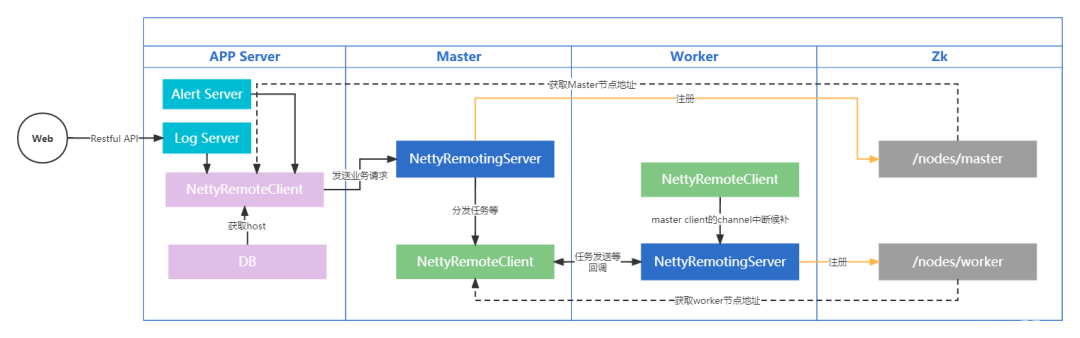 APP Server
Master
Worker
Zk
Web
Restful API
Alert Server
Log Server
NettyRemoteClient
获取host
DB
发送业务请求
NettyRemotingServer
分发任务等
NettyRemoteClient
获取Master节点地址
注册
NettyRemoteClient
master client的channel中断候补
任务发送等
回调
NettyRemotingServer
注册
获取worker节点地址
/nodes/master
/nodes/worker